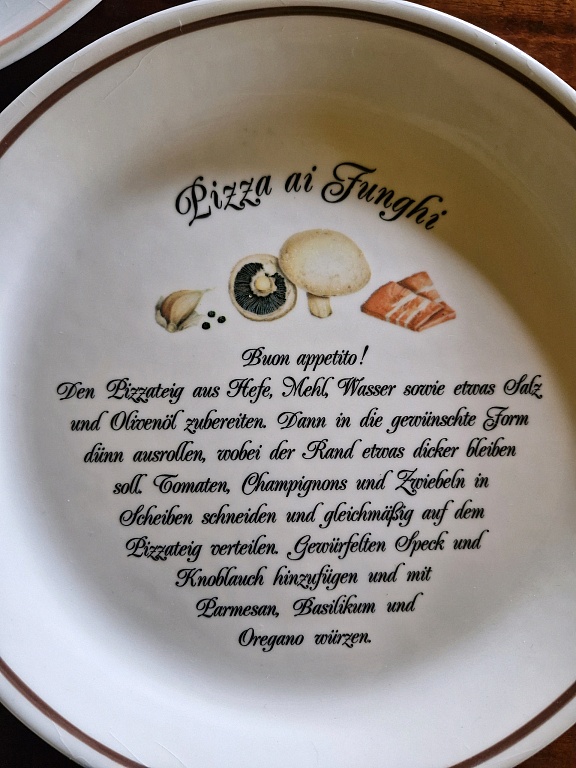 Pizza ai Funghi
Buon appetito!
Den Pizzateig aus Hefe, Mehl, Wasser sowie etwas Salz
und Olivenöl zubereiten. Dann in die gewünschte Form
dünn ausrollen, wobei der Rand etwas dicker bleiben
soll. Tomaten, Champignons und Zwiebeln in
Scheiben schneiden und gleichmäßig auf dem
Pizzateig verteilen. Gewürfelten Speck und
Knoblauch hinzufügen und mit
Parmesan, Basilikum und
Oregano würzen.